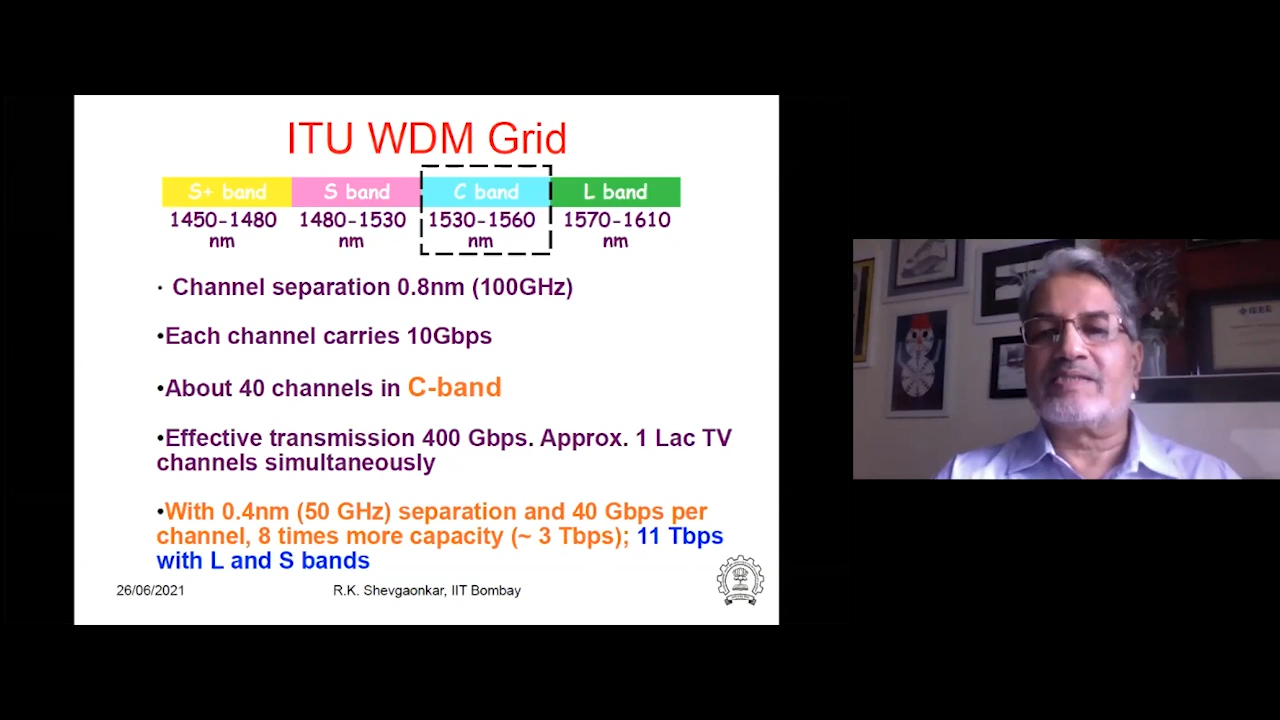 ITU WDM Grid
S+ band S band C band L band
1450-1480 1480-1530 1530-1560 1570-1610
nm nm nm nm
· Channel separation 0.8nm (100GHz)
•Each channel carries 10Gbps
•About 40 channels in C-band
•Effective transmission 400 Gbps. Approx. 1 Lac TV
channels simultaneously
•With 0.4nm (50 GHz) separation and 40 Gbps per
channel, 8 times more capacity (~ 3 Tbps); 11 Tbps
with L and S bands
26/06/2021 R.K. Shevgaonkar, IIT Bombay
IEEE